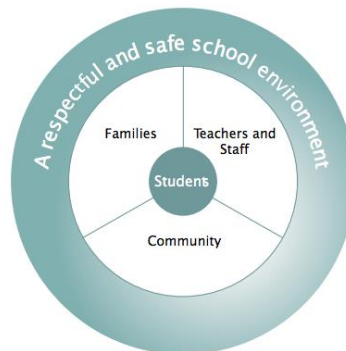 A respectful and safe school environment
Families
Teachers and
Staff
Students
Community